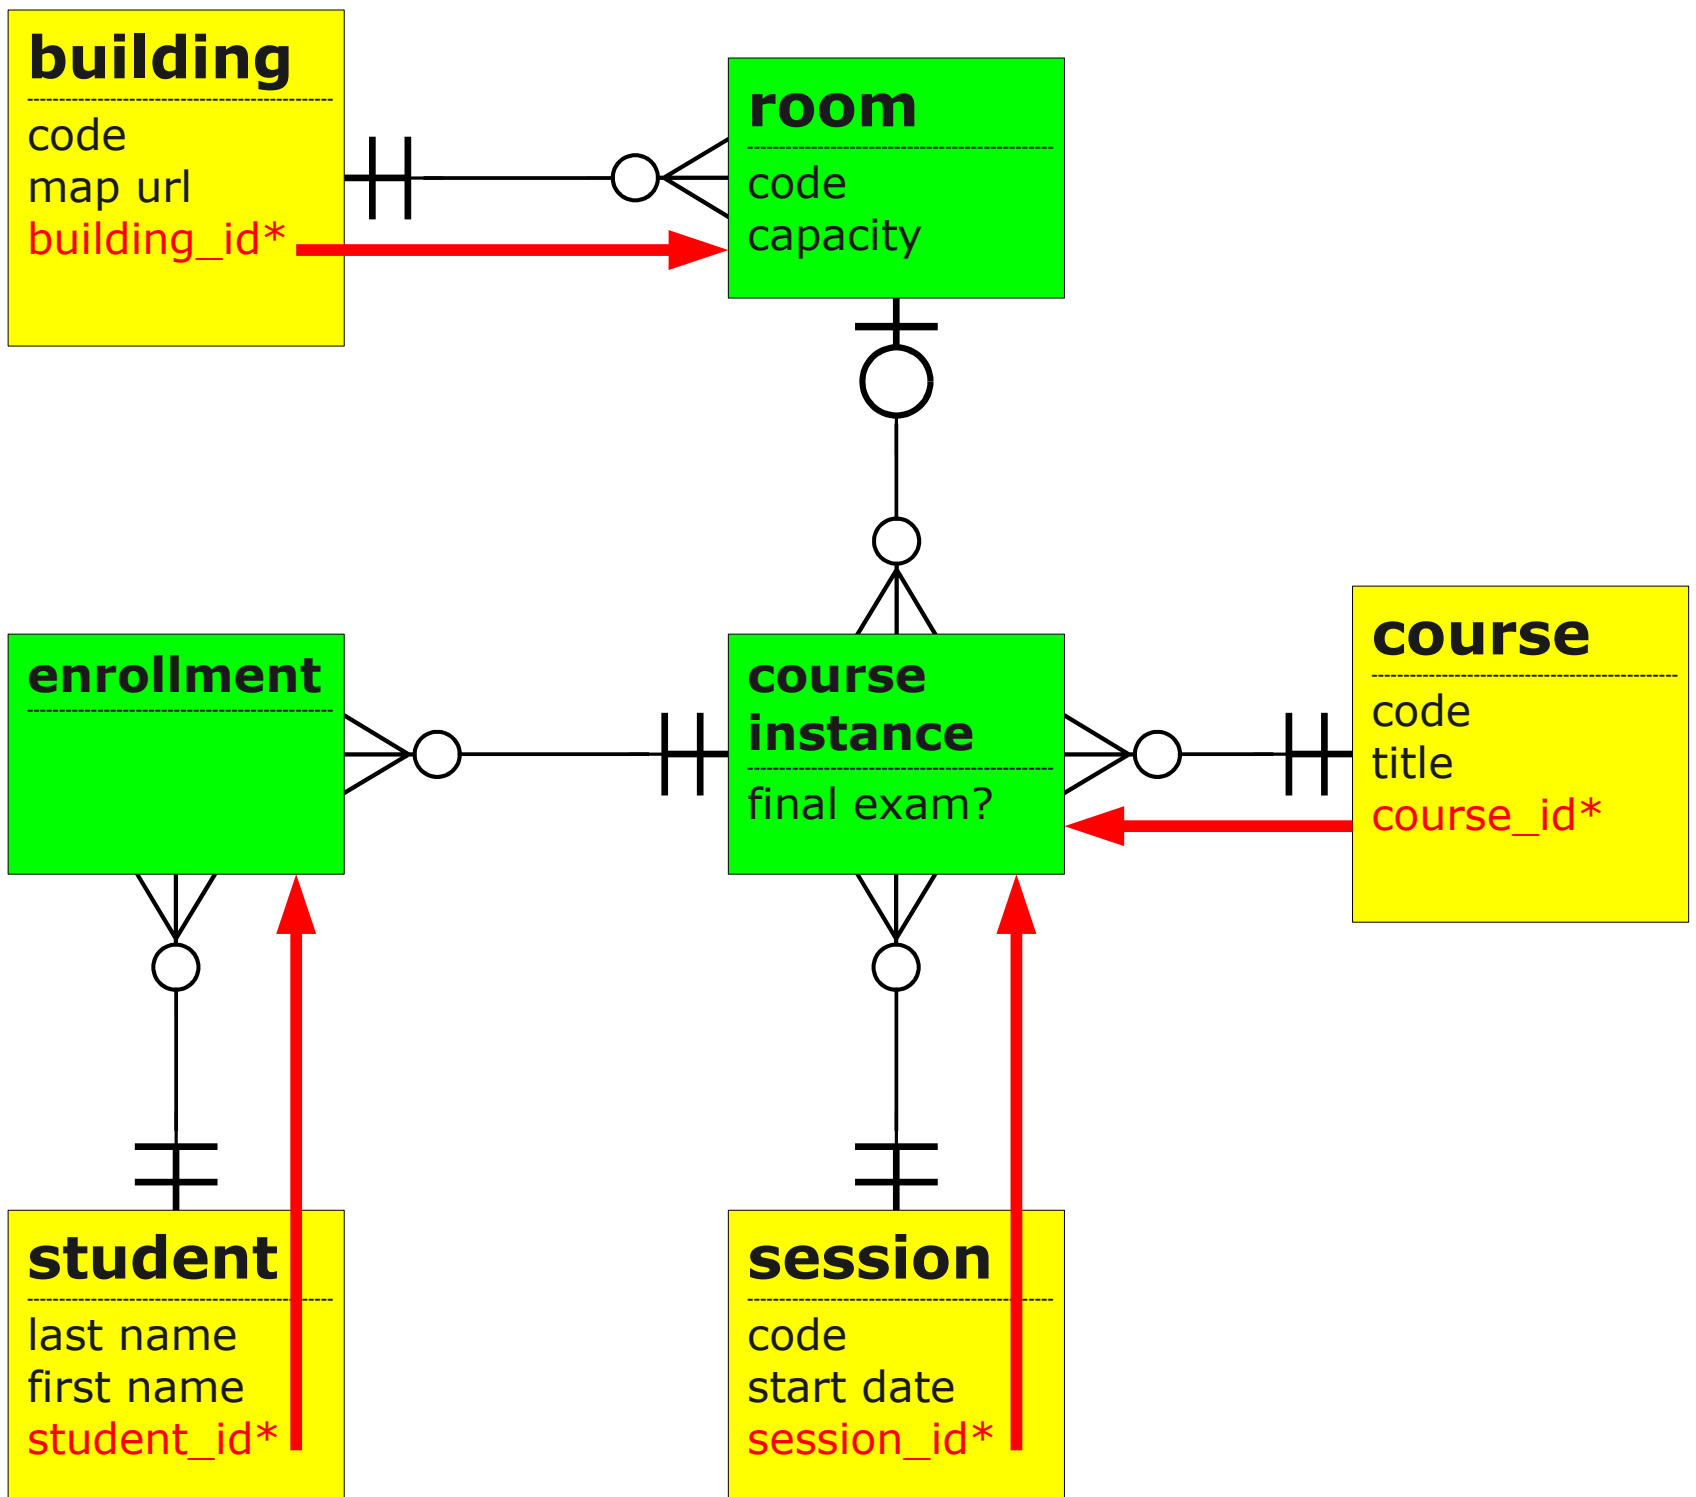 building
code
map url
building_id*
room
code
capacity
enrollment
course
instance
final exam?
course
code
title
course_id*
student
last name
first name
student_id*
session
code
start date
session_id*